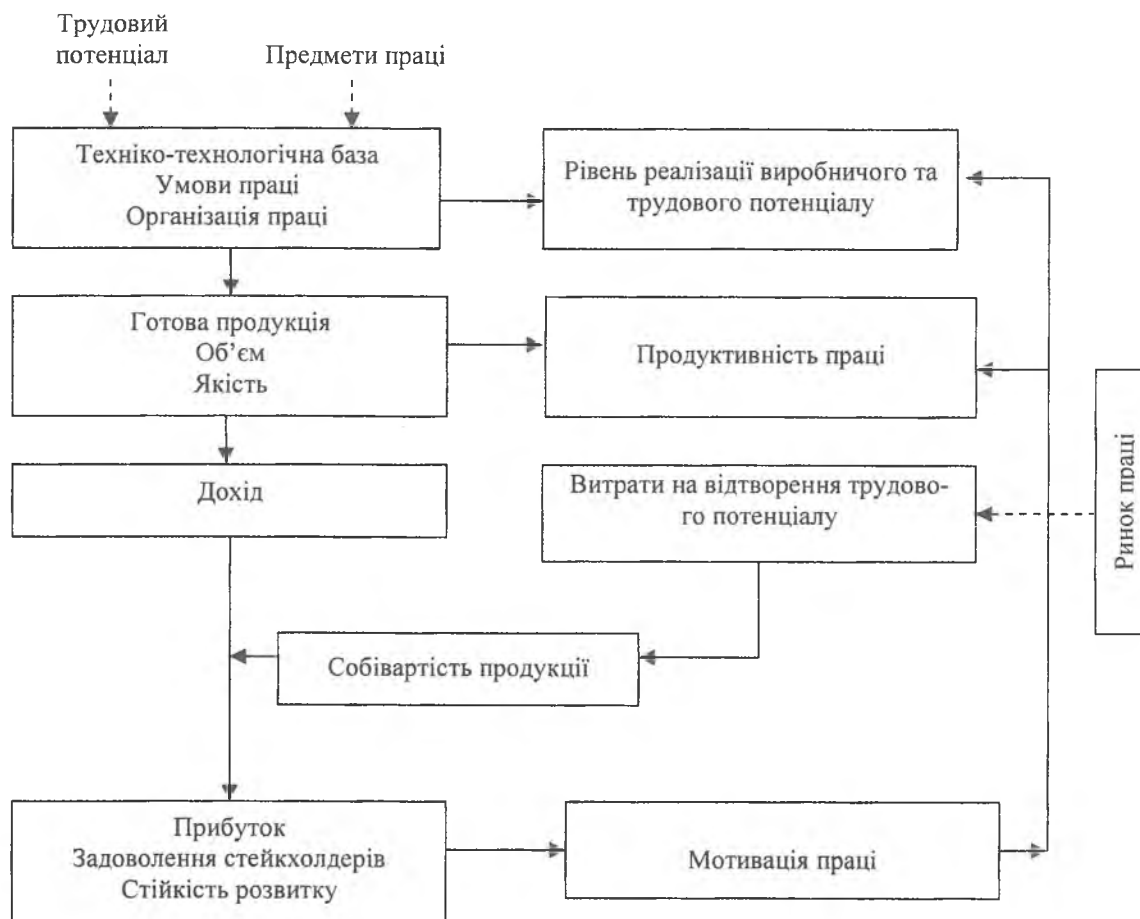 Трудовий
потенціал
Предмети праці
Техніко-технологічна база
Умови праці
Організація праці
Рівень реалізації виробничого та
трудового потенціалу
Готова продукція
Об’єм
Якість
Продуктивність праці
Дохід
Витрати на відтворення трудово-
го потенціалу
Ринок праці
Собівартість продукції
Прибуток
Задоволення стейкхолдерів
Стійкість розвитку
Мотивація праці